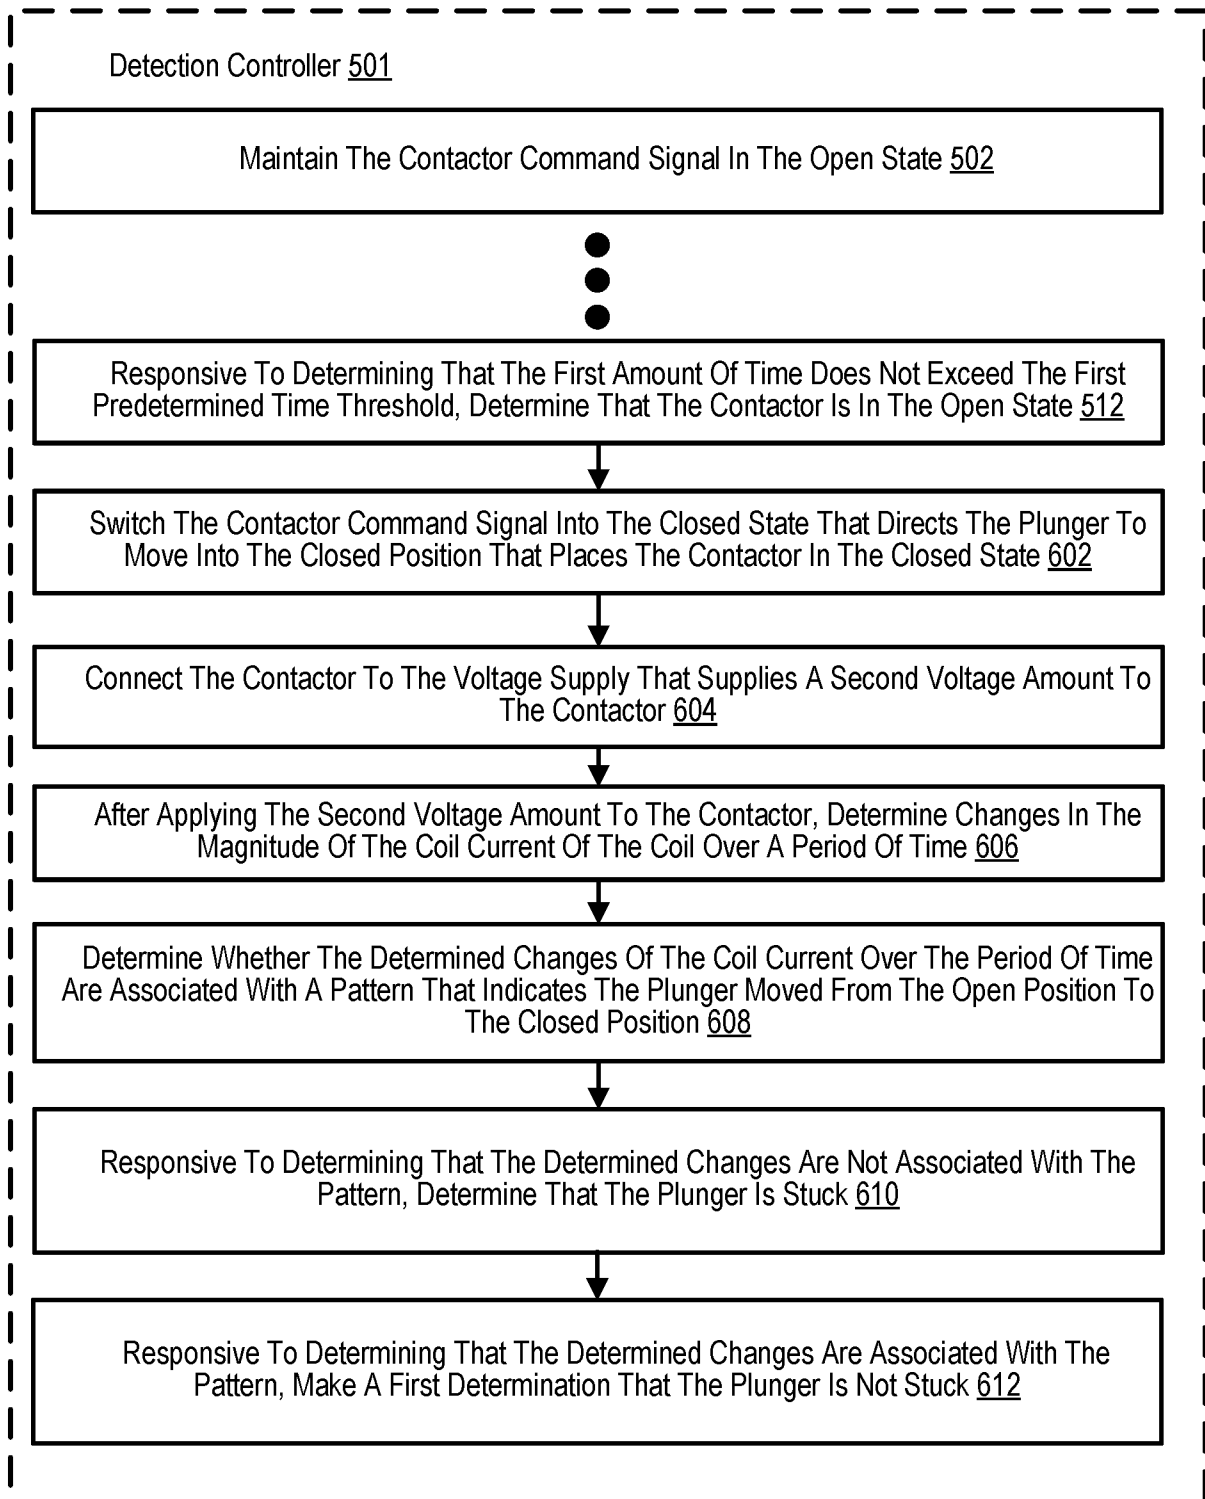 Detection Controller 501
Maintain The Contactor Command Signal In The Open State 502
Responsive To Determining That The First Amount Of Time Does Not Exceed The First
Predetermined Time Threshold, Determine That The Contactor Is In The Open State 512
Switch The Contactor Command Signal Into The Closed State That Directs The Plunger To
Move Into The Closed Position That Places The Contactor In The Closed State 602
Connect The Contactor To The Voltage Supply That Supplies A Second Voltage Amount To
The Contactor 604
After Applying The Second Voltage Amount To The Contactor, Determine Changes In The
Magnitude Of The Coil Current Of The Coil Over A Period Of Time 606
Determine Whether The Determined Changes Of The Coil Current Over The Period Of Time
Are Associated With A Pattern That Indicates The Plunger Moved From The Open Position To
The Closed Position 608
Responsive To Determining That The Determined Changes Are Not Associated With The
Pattern, Determine That The Plunger Is Stuck 610
Responsive To Determining That The Determined Changes Are Associated With The
Pattern, Make A First Determination That The Plunger Is Not Stuck 612